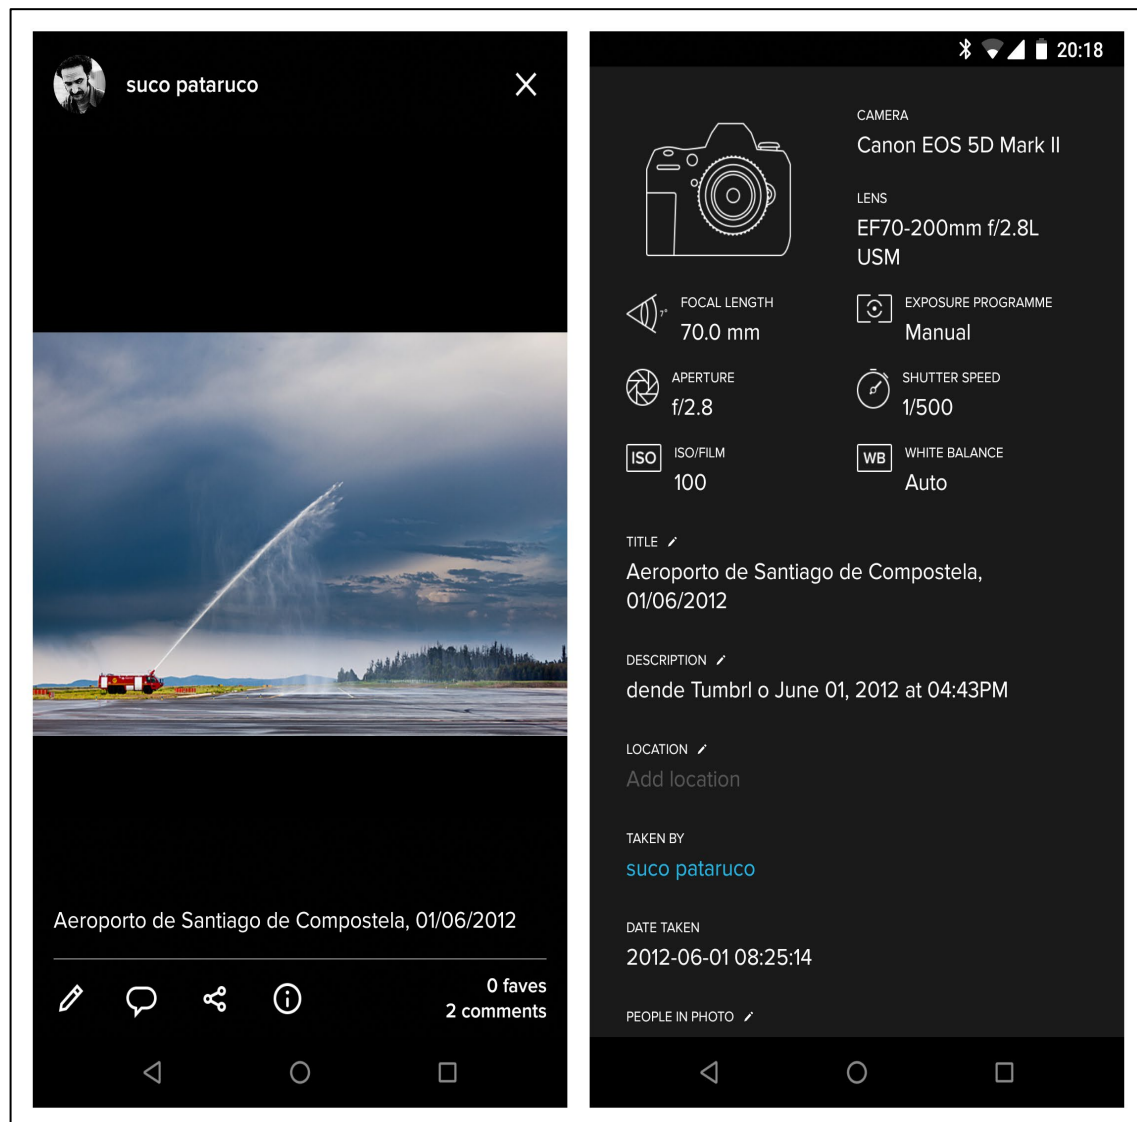 suco pataruco
Aeroporto de Santiago de Compostela, 01/06/2012
0 faves
2 comments
20:18
CAMERA
Canon EOS 5D Mark II
LENS
EF70-200mm f/2.8L
USM
7°
FOCAL LENGTH
70.0 mm
EXPOSURE PROGRAMME
Manual
APERTURE
f/2.8
SHUTTER SPEED
1/500
ISO
ISO/FILM
100
WB
WHITE BALANCE
Auto
TITLE
Aeroporto de Santiago de Compostela,
01/06/2012
DESCRIPTION
dende Tumbrl o June 01, 2012 at 04:43PM
LOCATION
Add location
TAKEN BY
suco pataruco
DATE TAKEN
2012-06-01 08:25:14
PEOPLE IN PHOTO